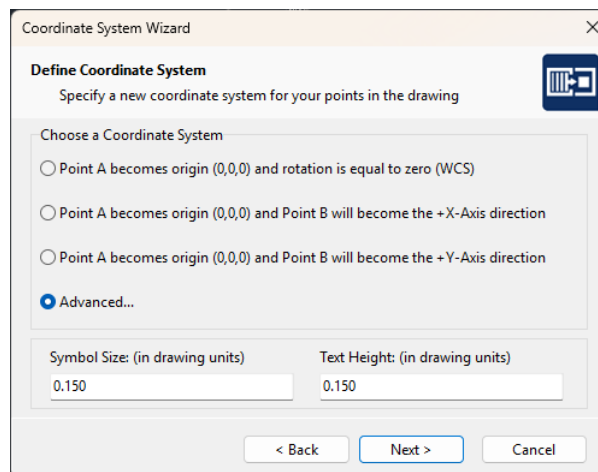 Coordinate System Wizard
Define Coordinate System
Specify a new coordinate system for your points in the drawing
Choose a Coordinate System
Point A becomes origin (0,0,0) and rotation is equal to zero (WCS)
Point A becomes origin (0,0,0) and Point B will become the +X-Axis direction
Point A becomes origin (0,0,0) and Point B will become the +Y-Axis direction
Advanced...
Symbol Size: (in drawing units) Text Height: (in drawing units)
0.150 0.150
< Back Next > Cancel